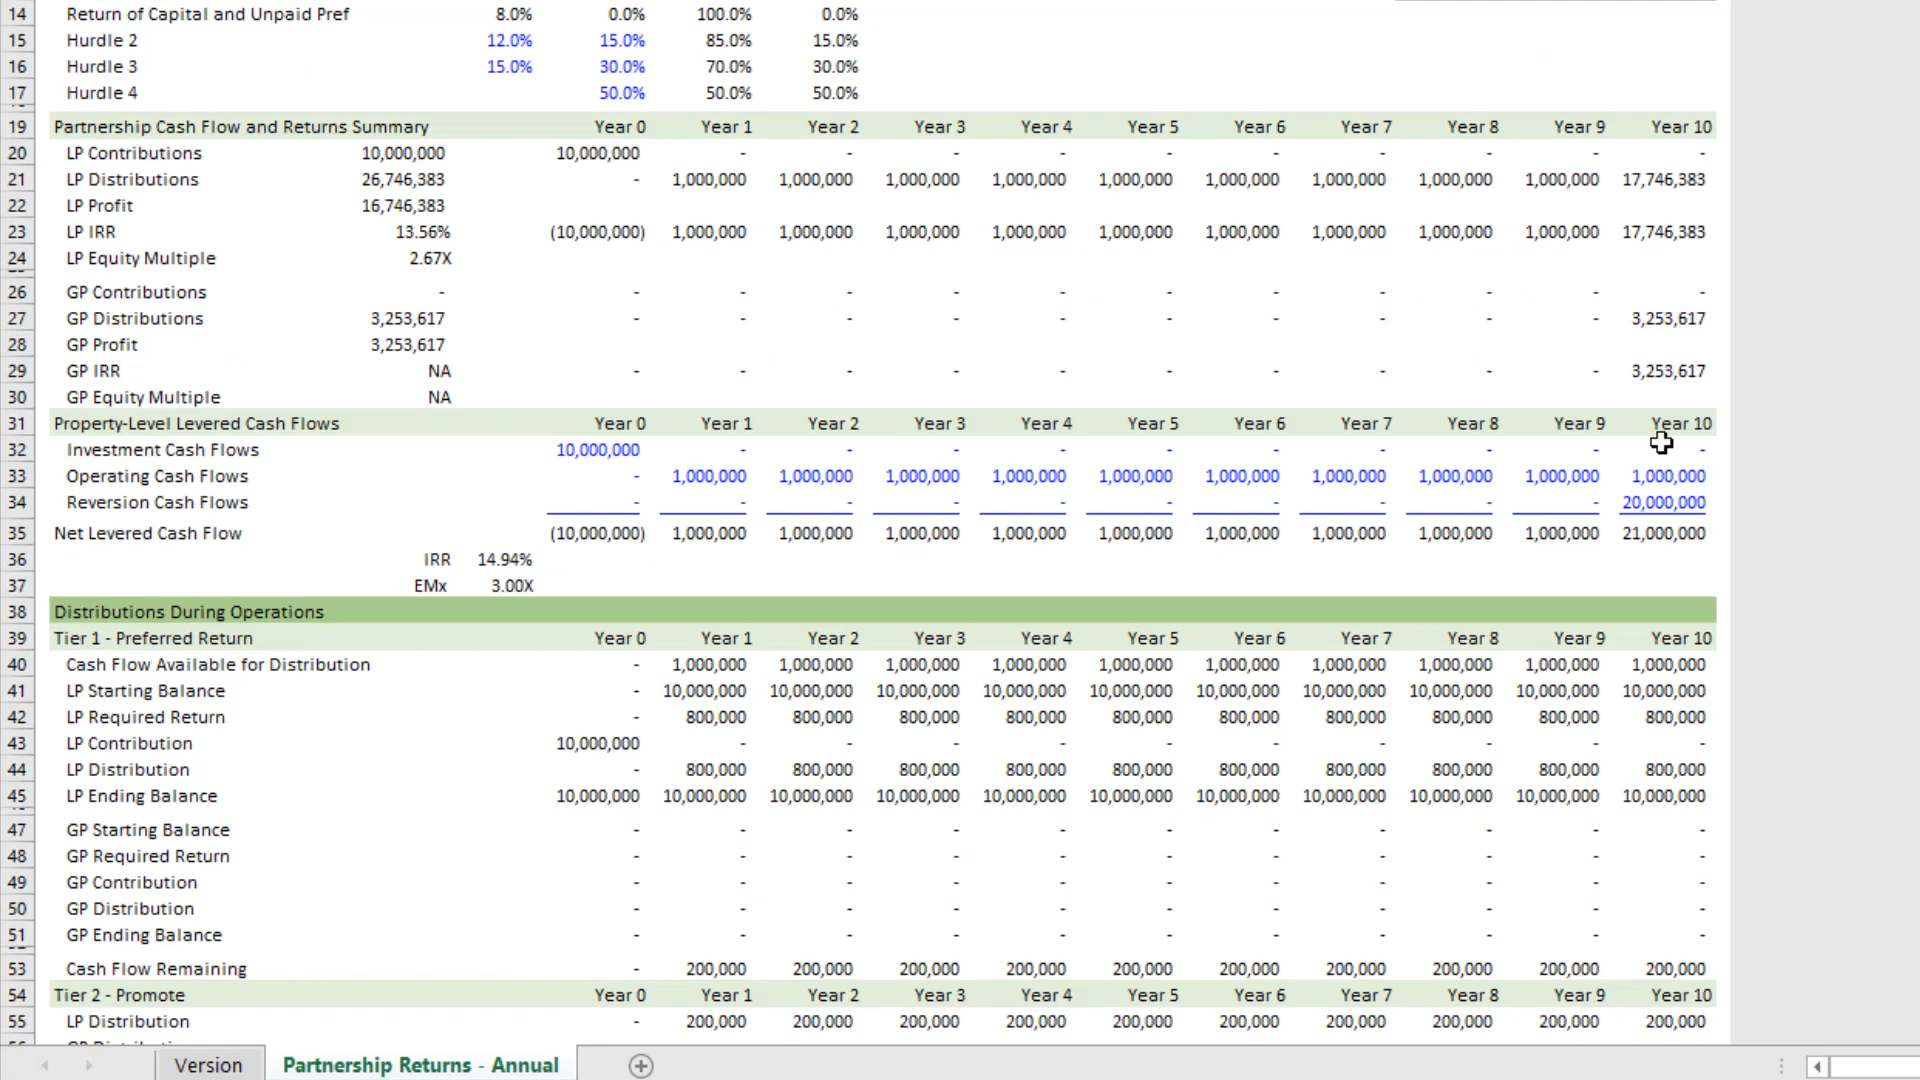 14 Return of Capital and Unpaid Pref 8.0% 0.0% 100.0% 0.0%
15 Hurdle 2 12.0% 15.0% 85.0% 15.0%
16 Hurdle 3 15.0% 30.0% 70.0% 30.0%
17 Hurdle 4 50.0% 50.0% 50.0%
19 Partnership Cash Flow and Returns Summary Year 0 Year 1 Year 2 Year 3 Year 4 Year 5 Year 6 Year 7 Year 8 Year 9 Year 10
20 LP Contributions 10,000,000 10,000,000 - - - - - - - - - -
21 LP Distributions 26,746,383 - 1,000,000 1,000,000 1,000,000 1,000,000 1,000,000 1,000,000 1,000,000 1,000,000 1,000,000 17,746,383
22 LP Profit 16,746,383
23 LP IRR 13.56% (10,000,000) 1,000,000 1,000,000 1,000,000 1,000,000 1,000,000 1,000,000 1,000,000 1,000,000 1,000,000 17,746,383
24 LP Equity Multiple 2.67X
26 GP Contributions - - - - - - - - - - - -
27 GP Distributions 3,253,617 - - - - - - - - - - 3,253,617
28 GP Profit 3,253,617
29 GP IRR NA - - - - - - - - - - 3,253,617
30 GP Equity Multiple NA
31 Property-Level Levered Cash Flows Year 0 Year 1 Year 2 Year 3 Year 4 Year 5 Year 6 Year 7 Year 8 Year 9 Year 10
32 Investment Cash Flows 10,000,000 - - - - - - - - - -
33 Operating Cash Flows - 1,000,000 1,000,000 1,000,000 1,000,000 1,000,000 1,000,000 1,000,000 1,000,000 1,000,000 1,000,000
34 Reversion Cash Flows - - - - - - - - - - 20,000,000
35 Net Levered Cash Flow (10,000,000) 1,000,000 1,000,000 1,000,000 1,000,000 1,000,000 1,000,000 1,000,000 1,000,000 1,000,000 21,000,000
36 IRR 14.94%
37 EMx 3.00X
38 Distributions During Operations
39 Tier 1 - Preferred Return Year 0 Year 1 Year 2 Year 3 Year 4 Year 5 Year 6 Year 7 Year 8 Year 9 Year 10
40 Cash Flow Available for Distribution - 1,000,000 1,000,000 1,000,000 1,000,000 1,000,000 1,000,000 1,000,000 1,000,000 1,000,000 1,000,000
41 LP Starting Balance - 10,000,000 10,000,000 10,000,000 10,000,000 10,000,000 10,000,000 10,000,000 10,000,000 10,000,000 10,000,000
42 LP Required Return - 800,000 800,000 800,000 800,000 800,000 800,000 800,000 800,000 800,000 800,000
43 LP Contribution 10,000,000 - - - - - - - - - -
44 LP Distribution - 800,000 800,000 800,000 800,000 800,000 800,000 800,000 800,000 800,000 800,000
45 LP Ending Balance 10,000,000 10,000,000 10,000,000 10,000,000 10,000,000 10,000,000 10,000,000 10,000,000 10,000,000 10,000,000 10,000,000
47 GP Starting Balance - - - - - - - - - - -
48 GP Required Return - - - - - - - - - - -
49 GP Contribution - - - - - - - - - - -
50 GP Distribution - - - - - - - - - - -
51 GP Ending Balance - - - - - - - - - - -
53 Cash Flow Remaining - 200,000 200,000 200,000 200,000 200,000 200,000 200,000 200,000 200,000 200,000
54 Tier 2 - Promote Year 0 Year 1 Year 2 Year 3 Year 4 Year 5 Year 6 Year 7 Year 8 Year 9 Year 10
55 LP Distribution - 200,000 200,000 200,000 200,000 200,000 200,000 200,000 200,000 200,000 200,000
Version Partnership Returns - Annual